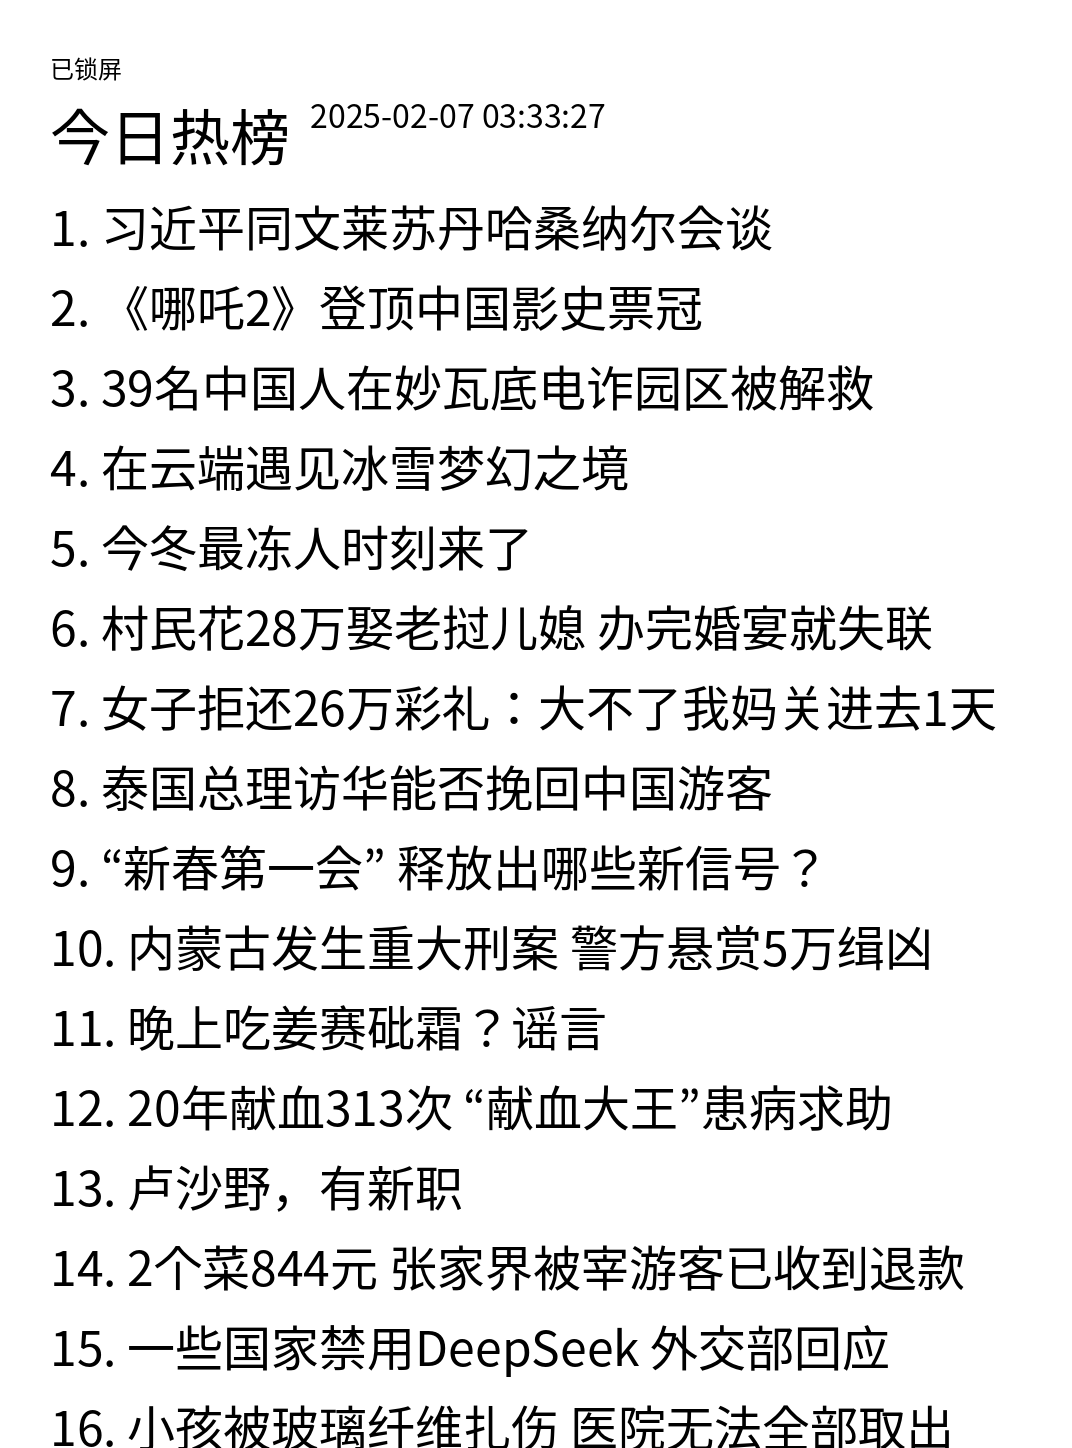 已锁屏
今日热榜 2025-02-07 03:33:27
1. 习近平同文莱苏丹哈桑纳尔会谈
2. 《哪吒2》登顶中国影史票冠
3. 39名中国人在妙瓦底电诈园区被解救
4. 在云端遇见冰雪梦幻之境
5. 今冬最冻人时刻来了
6. 村民花28万娶老挝儿媳 办完婚宴就失联
7. 女子拒还26万彩礼：大不了我妈关进去1天
8. 泰国总理访华能否挽回中国游客
9. “新春第一会” 释放出哪些新信号？
10. 内蒙古发生重大刑案 警方悬赏5万缉凶
11. 晚上吃姜赛砒霜？谣言
12. 20年献血313次 “献血大王”患病求助
13. 卢沙野，有新职
14. 2个菜844元 张家界被宰游客已收到退款
15. 一些国家禁用DeepSeek 外交部回应
16. 小孩被玻璃纤维扎伤 医院无法全部取出